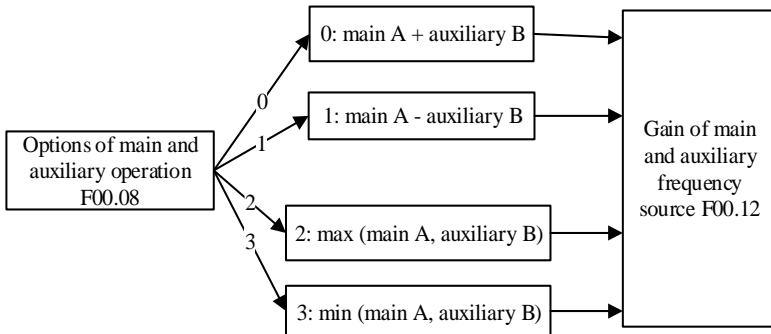 0: main A + auxiliary B
0
1: main A - auxiliary B
1
Options of main and
auxiliary operation
F00.08
Gain of main
and auxiliary
frequency
source F00.12
2
2: max (main A, auxiliary B)
3
3: min (main A, auxiliary B)